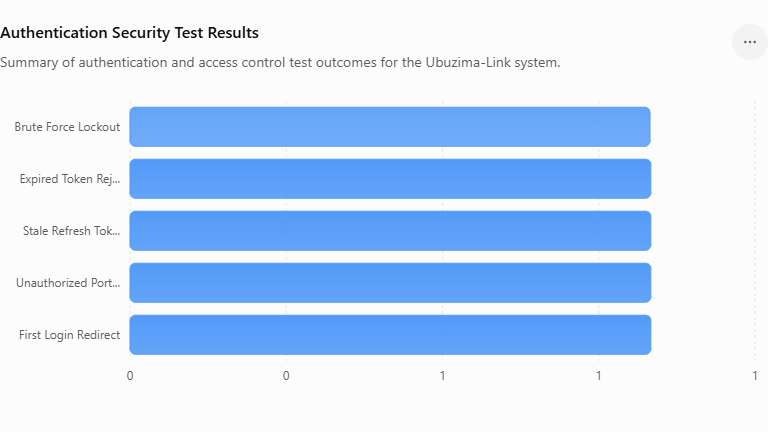 Authentication Security Test Results
...
Summary of authentication and access control test outcomes for the Ubuzima-Link system.
Brute Force Lockout
Expired Token Rej...
Stale Refresh Tok...
Unauthorized Port...
First Login Redirect
0 0 1 1 1